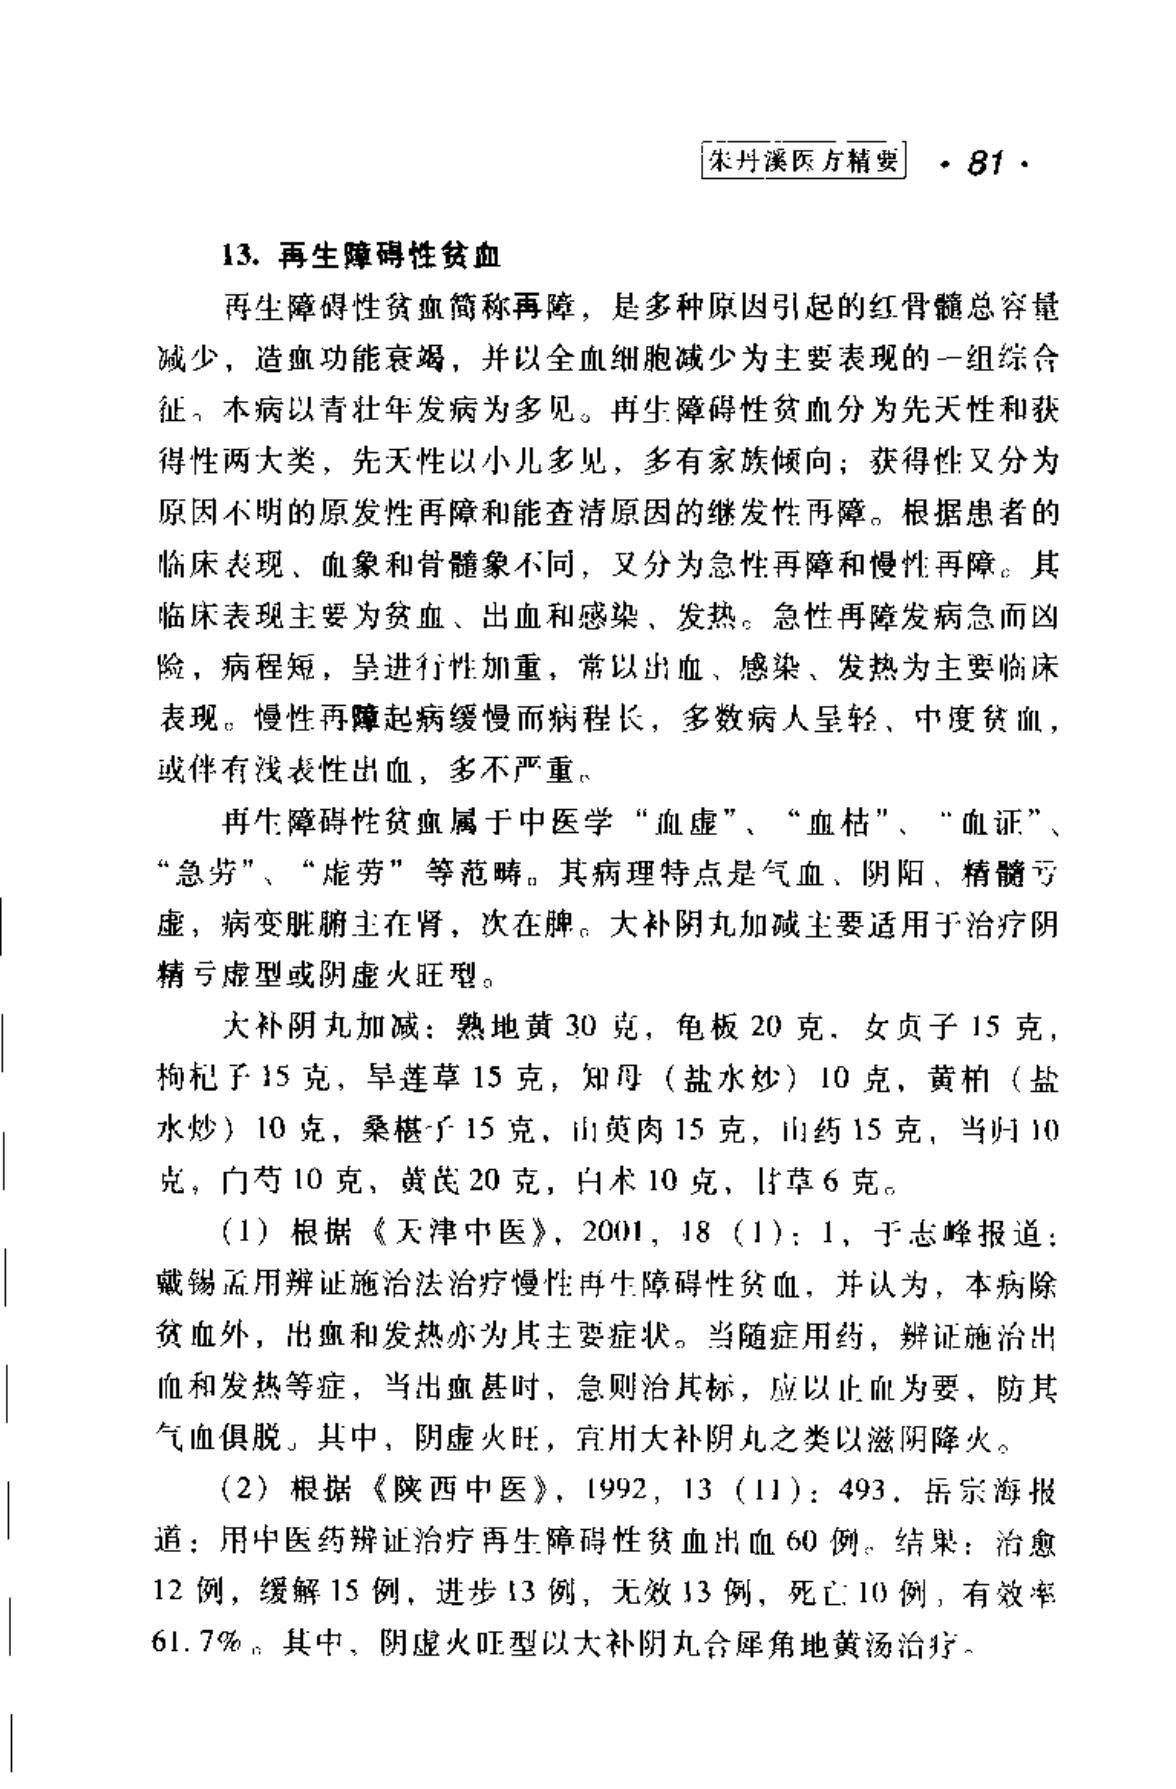 朱丹溪医方精要 · 81 ·
13. 再生障碍性贫血
再生障碍性贫血简称再障，是多种原因引起的红骨髓总容量
减少，造血功能衰竭，并以全血细胞减少为主要表现的一组综合
征。本病以青壮年发病为多见。再生障碍性贫血分为先天性和获
得性两大类，先天性以小儿多见，多有家族倾向；获得性又分为
原因不明的原发性再障和能查清原因的继发性再障。根据患者的
临床表现、血象和骨髓象不同，又分为急性再障和慢性再障。其
临床表现主要为贫血、出血和感染、发热。急性再障发病急而凶
险，病程短，呈进行性加重，常以出血、感染、发热为主要临床
表现。慢性再障起病缓慢而病程长，多数病人呈轻、中度贫血，
或伴有浅表性出血，多不严重。
再生障碍性贫血属于中医学“血虚”、“血枯”、“血证”、
“急劳”、“虚劳”等范畴。其病理特点是气血、阴阳、精髓亏
虚，病变脏腑主在肾，次在脾。大补阴丸加减主要适用于治疗阴
精亏虚型或阴虚火旺型。
大补阴丸加减：熟地黄 30 克，龟板 20 克，女贞子 15 克，
枸杞子 15 克，旱莲草 15 克，知母（盐水炒）10 克，黄柏（盐
水炒）10 克，桑椹子 15 克，山萸肉 15 克，山药 15 克，当归 10
克，白芍 10 克，黄芪 20 克，白术 10 克，甘草 6 克。
（1）根据《天津中医》，2001，18（1）：1，于志峰报道：
戴锡孟用辨证施治法治疗慢性再生障碍性贫血，并认为，本病除
贫血外，出血和发热亦为其主要症状。当随症用药，辨证施治出
血和发热等症，当出血甚时，急则治其标，应以止血为要，防其
气血俱脱。其中，阴虚火旺，宜用大补阴丸之类以滋阴降火。
（2）根据《陕西中医》，1992，13（11）：493，岳宗海报
道：用中医药辨证治疗再生障碍性贫血出血 60 例。结果：治愈
12 例，缓解 15 例，进步 13 例，无效 13 例，死亡 10 例，有效率
61.7%。其中，阴虚火旺型以大补阴丸合犀角地黄汤治疗。